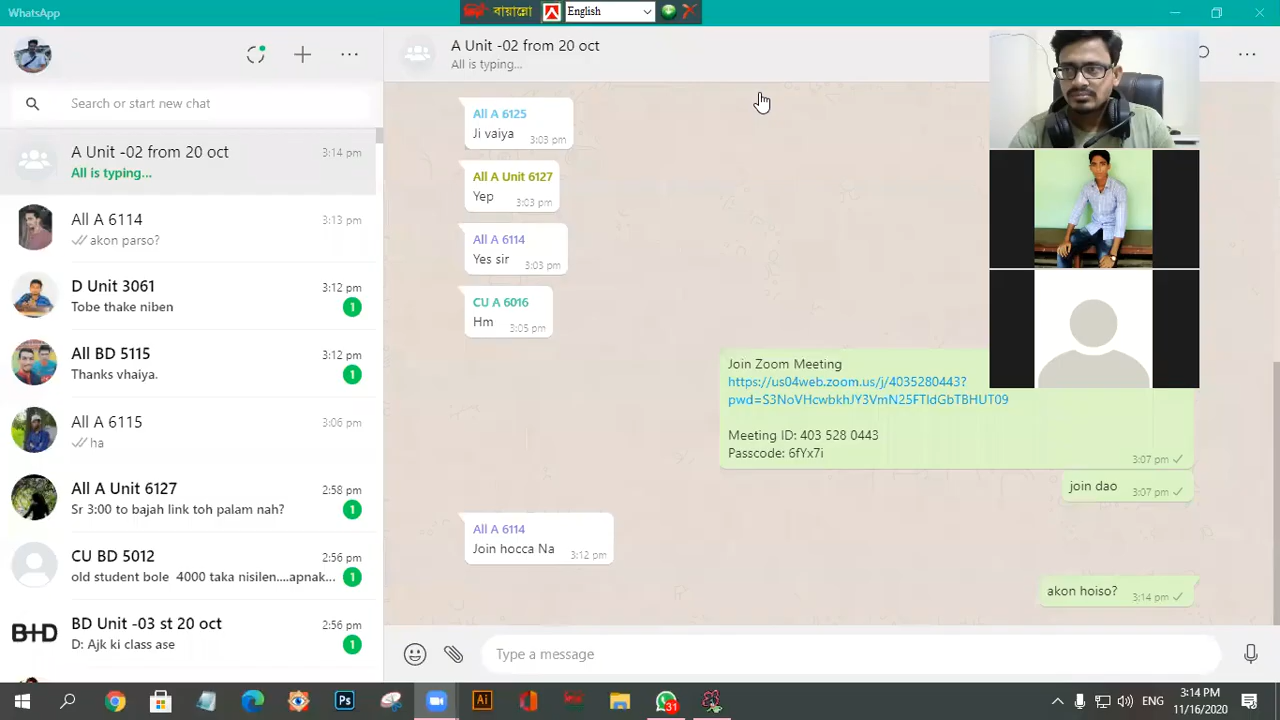 WhatsApp
বায়ান্নো
English
Search or start new chat
A Unit -02 from 20 oct
3:14 pm
All is typing...
All A 6114
3:13 pm
akon parso?
D Unit 3061
3:12 pm
Tobe thake niben
1
All BD 5115
3:12 pm
Thanks vhaiya.
1
All A 6115
3:06 pm
ha
All A Unit 6127
2:58 pm
Sr 3:00 to bajah link toh palam nah?
1
CU BD 5012
2:56 pm
old student bole 4000 taka nisilen....apnak...
1
BD Unit -03 st 20 oct
2:56 pm
D: Ajk ki class ase
1
A Unit -02 from 20 oct
All is typing...
All A 6125
Ji vaiya
3:03 pm
All A Unit 6127
Yep
3:03 pm
All A 6114
Yes sir
3:03 pm
CU A 6016
Hm
3:05 pm
Join Zoom Meeting
https://us04web.zoom.us/j/4035280443?
pwd=S3NoVHcwbkhJY3VmN25FTldGbTBHUT09
Meeting ID: 403 528 0443
Passcode: 6fYx7i
3:07 pm
join dao
3:07 pm
All A 6114
Join hocca Na
3:12 pm
akon hoiso?
3:14 pm
Type a message
Ps
Ai
31
ENG
3:14 PM
11/16/2020